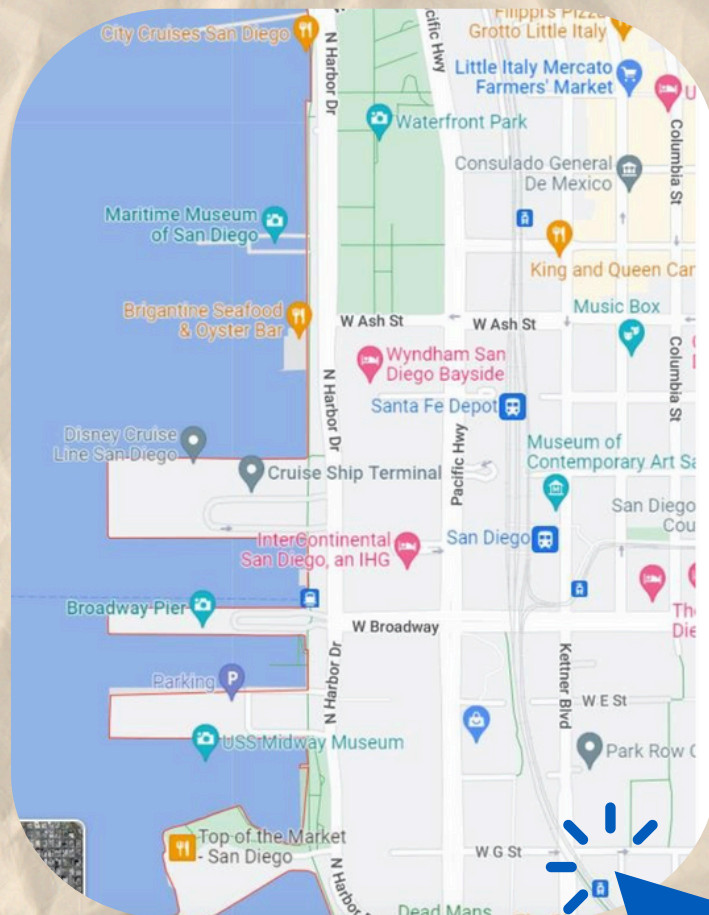 Filippi's Pizza
Grotto Little Italy
City Cruises San Diego
N Harbor Dr
cific Hwy
Little Italy Mercato
Farmers' Market
U
Waterfront Park
Columbia St
Consulado General
De Mexico
Maritime Museum
of San Diego
King and Queen Can
Brigantine Seafood
& Oyster Bar
Music Box
W Ash St
W Ash St
Wyndham San
Diego Bayside
Columbia St
N Harbor Dr
Santa Fe Depot
Disney Cruise
Line San Diego
Pacific Hwy
Museum of
Contemporary Art Sa
Cruise Ship Terminal
San Diego
Cou
InterContinental
San Diego, an IHG
San Diego
Broadway Pier
The
Die
W Broadway
N Harbor Dr
Kettner Blvd
Parking
P
W E St
USS Midway Museum
Park Row
Top of the Market
- San Diego
W G St
N Harbor
Dead Mans